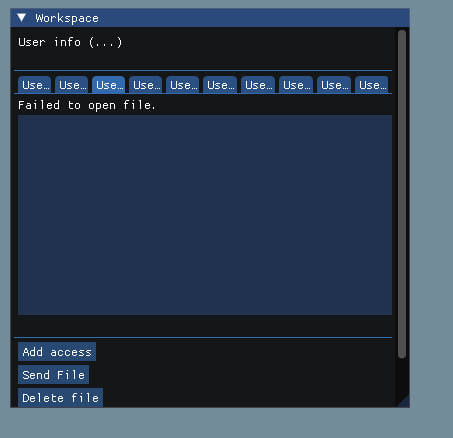 ▼ Workspace
User info (...)
Use… Use… Use… Use… Use… Use… Use… Use… Use… Use…
Failed to open file.
Add access
Send File
Delete file